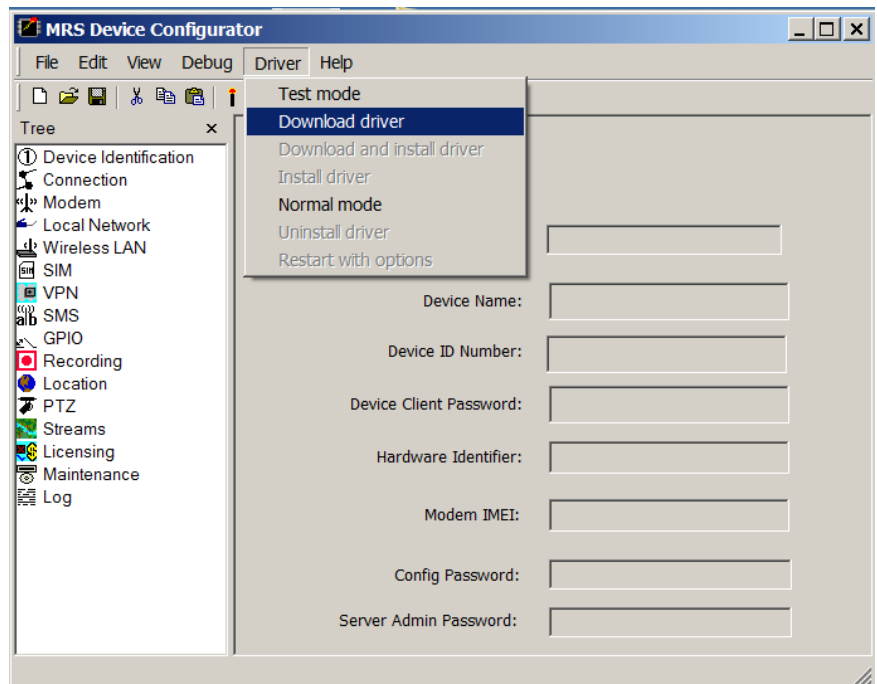 MRS Device Configurator
File Edit View Debug Driver Help
Test mode
Download driver
Download and install driver
Install driver
Normal mode
Uninstall driver
Restart with options
Tree
Device Identification
Connection
Modem
Local Network
Wireless LAN
SIM
VPN
SMS
GPIO
Recording
Location
PTZ
Streams
Licensing
Maintenance
Log
Device Name:
Device ID Number:
Device Client Password:
Hardware Identifier:
Modem IMEI:
Config Password:
Server Admin Password: